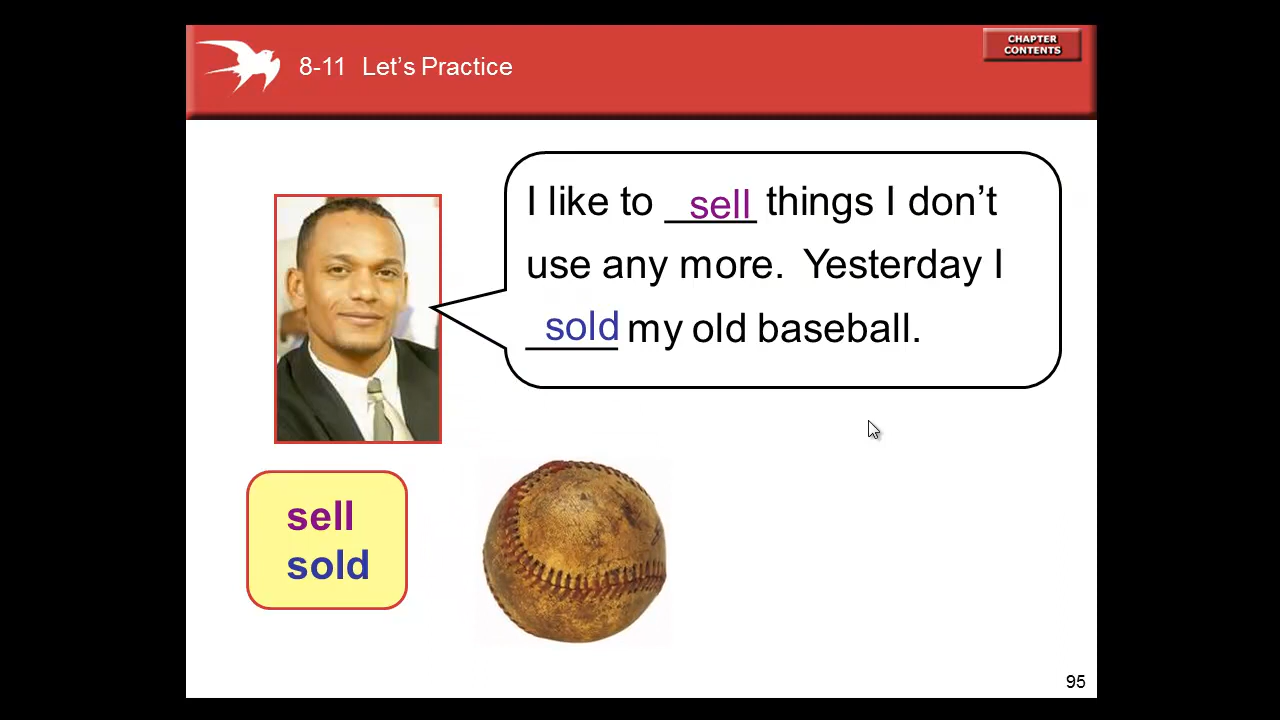 CHAPTER
CONTENTS
8-11 Let's Practice
I like to sell things I don't
use any more. Yesterday I
sold my old baseball.
sell
sold
95